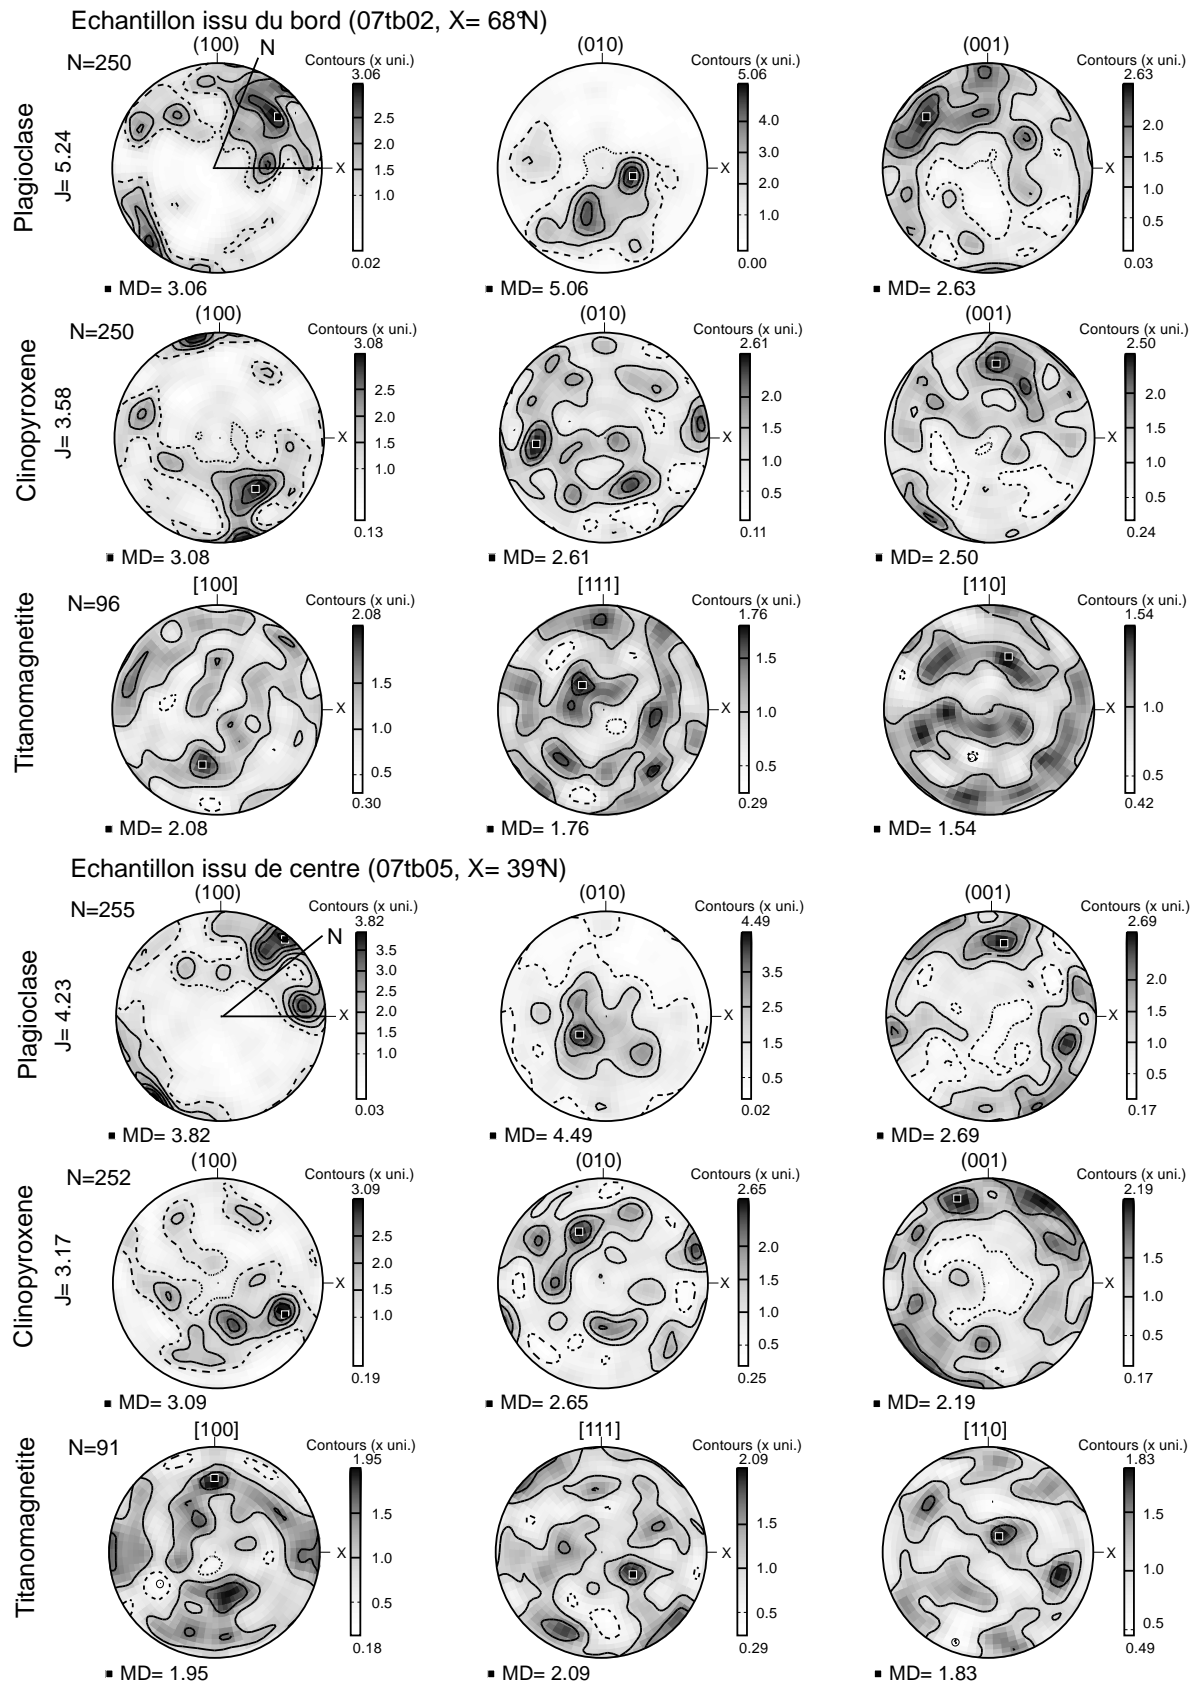 Echantillon issu du bord (07tb02, X= 68°N)
Plagioclase
J= 5.24
N=250
(100)
N
X
Contours (x uni.)
3.06
2.5
2.0
1.5
1.0
0.02
MD= 3.06
(010)
X
Contours (x uni.)
5.06
4.0
3.0
2.0
1.0
0.00
MD= 5.06
(001)
X
Contours (x uni.)
2.63
2.0
1.5
1.0
0.5
0.03
MD= 2.63
Clinopyroxene
J= 3.58
N=250
(100)
X
Contours (x uni.)
3.08
2.5
2.0
1.5
1.0
0.13
MD= 3.08
(010)
X
Contours (x uni.)
2.61
2.0
1.5
1.0
0.5
0.11
MD= 2.61
(001)
X
Contours (x uni.)
2.50
2.0
1.5
1.0
0.5
0.24
MD= 2.50
Titanomagnetite
N=96
[100]
X
Contours (x uni.)
2.08
1.5
1.0
0.5
0.30
MD= 2.08
[111]
X
Contours (x uni.)
1.76
1.5
1.0
0.5
0.29
MD= 1.76
[110]
X
Contours (x uni.)
1.54
1.0
0.5
0.42
MD= 1.54
Echantillon issu de centre (07tb05, X= 39°N)
Plagioclase
J= 4.23
N=255
(100)
N
X
Contours (x uni.)
3.82
3.5
3.0
2.5
2.0
1.5
1.0
0.03
MD= 3.82
(010)
X
Contours (x uni.)
4.49
3.5
2.5
1.5
0.5
0.02
MD= 4.49
(001)
X
Contours (x uni.)
2.69
2.0
1.5
1.0
0.5
0.17
MD= 2.69
Clinopyroxene
J= 3.17
N=252
(100)
X
Contours (x uni.)
3.09
2.5
2.0
1.5
1.0
0.19
MD= 3.09
(010)
X
Contours (x uni.)
2.65
2.0
1.5
1.0
0.5
0.25
MD= 2.65
(001)
X
Contours (x uni.)
2.19
1.5
1.0
0.5
0.17
MD= 2.19
Titanomagnetite
N=91
[100]
X
Contours (x uni.)
1.95
1.5
1.0
0.5
0.18
MD= 1.95
[111]
X
Contours (x uni.)
2.09
1.5
1.0
0.5
0.29
MD= 2.09
[110]
X
Contours (x uni.)
1.83
1.5
1.0
0.5
0.49
MD= 1.83